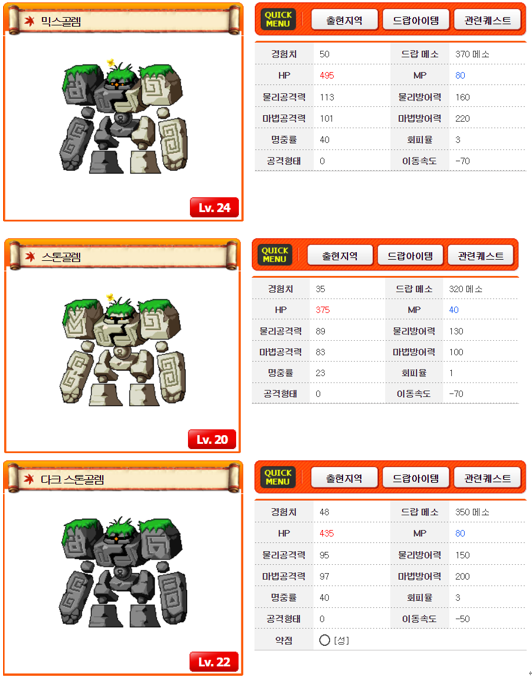 믹스골렘
Lv. 24
QUICK MENU 출현지역 드랍아이템 관련퀘스트
경험치 50 드랍 메소 370 메소
HP 495 MP 80
물리공격력 113 물리방어력 160
마법공격력 101 마법방어력 220
명중률 40 회피율 3
공격형태 0 이동속도 -70
스톤골렘
Lv. 20
QUICK MENU 출현지역 드랍아이템 관련퀘스트
경험치 35 드랍 메소 320 메소
HP 375 MP 40
물리공격력 89 물리방어력 130
마법공격력 83 마법방어력 100
명중률 23 회피율 1
공격형태 0 이동속도 -70
다크 스톤골렘
Lv. 22
QUICK MENU 출현지역 드랍아이템 관련퀘스트
경험치 48 드랍 메소 350 메소
HP 435 MP 80
물리공격력 95 물리방어력 150
마법공격력 97 마법방어력 200
명중률 40 회피율 3
공격형태 0 이동속도 -50
약점 ○ [성]